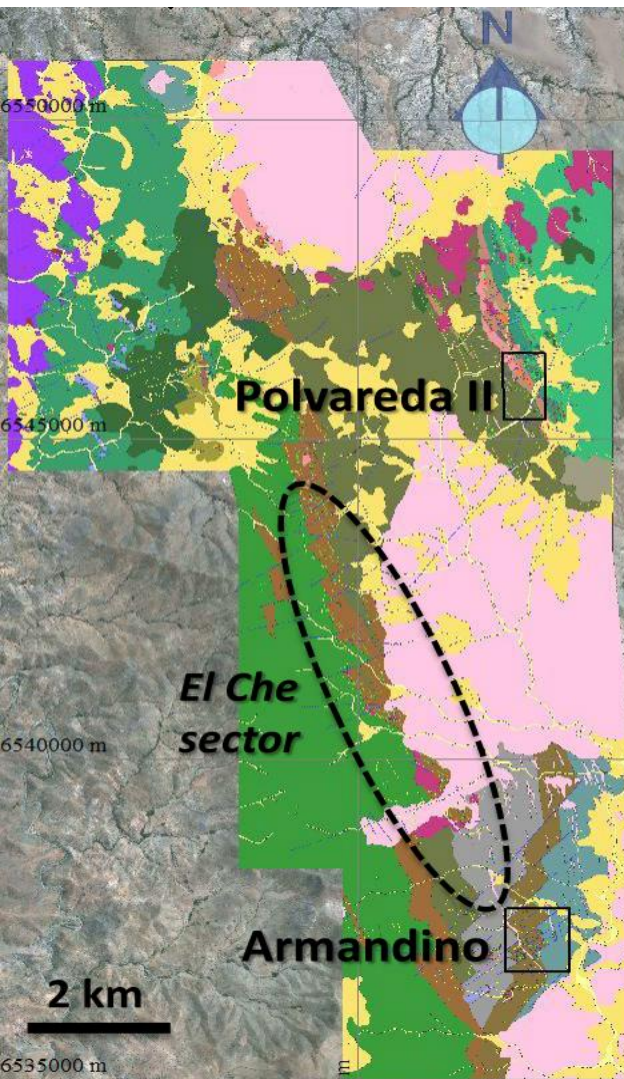 N
6550000 m
Polvareda II
6545000 m
El Che
sector
6540000 m
Armandino
2 km
6535000 m
m